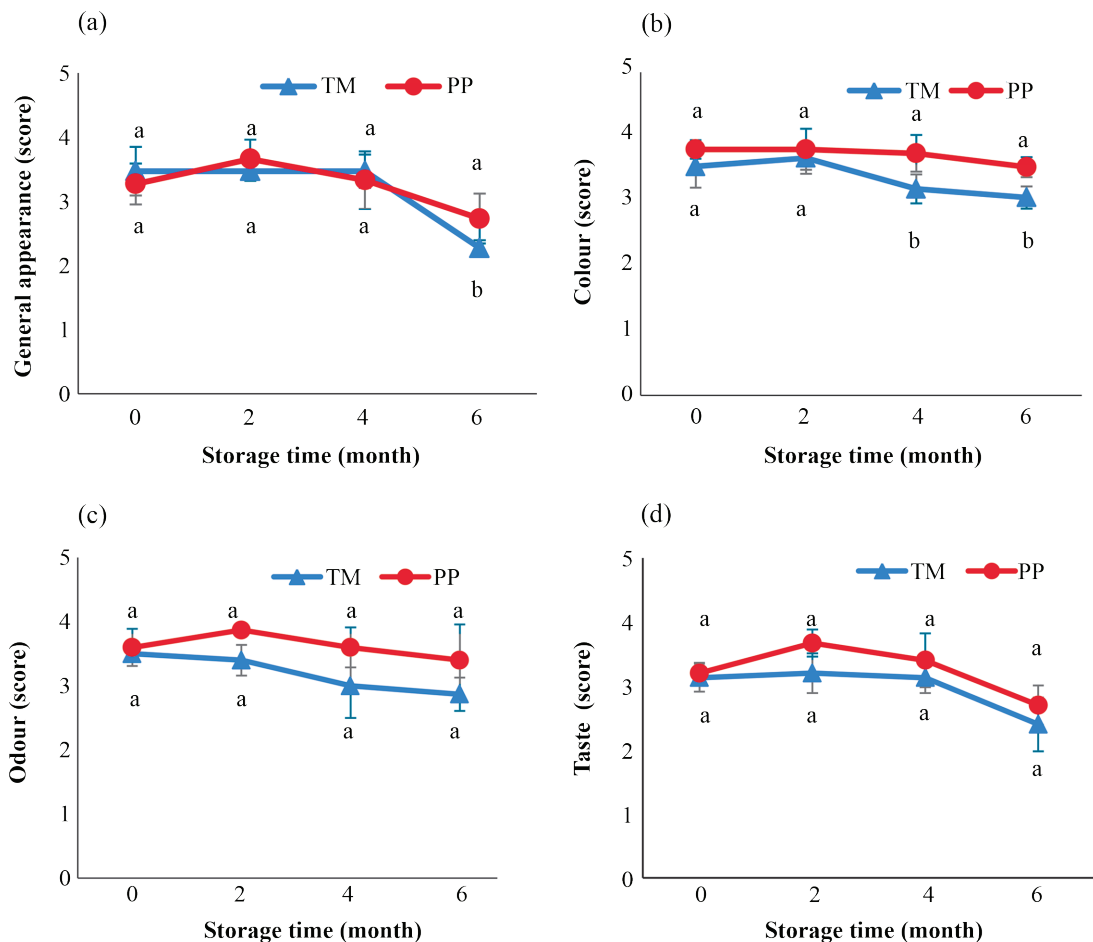 (a)
TM PP
General appearance (score)
5
4
3
2
1
0
a a a a
a a a b
0 2 4 6
Storage time (month)
(b)
TM PP
Colour (score)
5
4
3
2
1
0
a a a a
a a b b
0 2 4 6
Storage time (month)
(c)
TM PP
Odour (score)
5
4
3
2
1
0
a a a a
a a a a
0 2 4 6
Storage time (month)
(d)
TM PP
Taste (score)
5
4
3
2
1
0
a a a a
a a a a
0 2 4 6
Storage time (month)